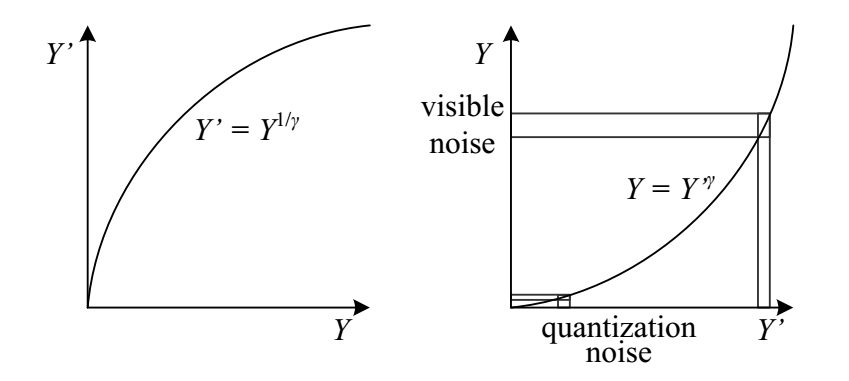 Y’
Y’ = Y^{1/γ}
Y
Y
visible
noise
Y = Y’^γ
quantization
noise
Y’